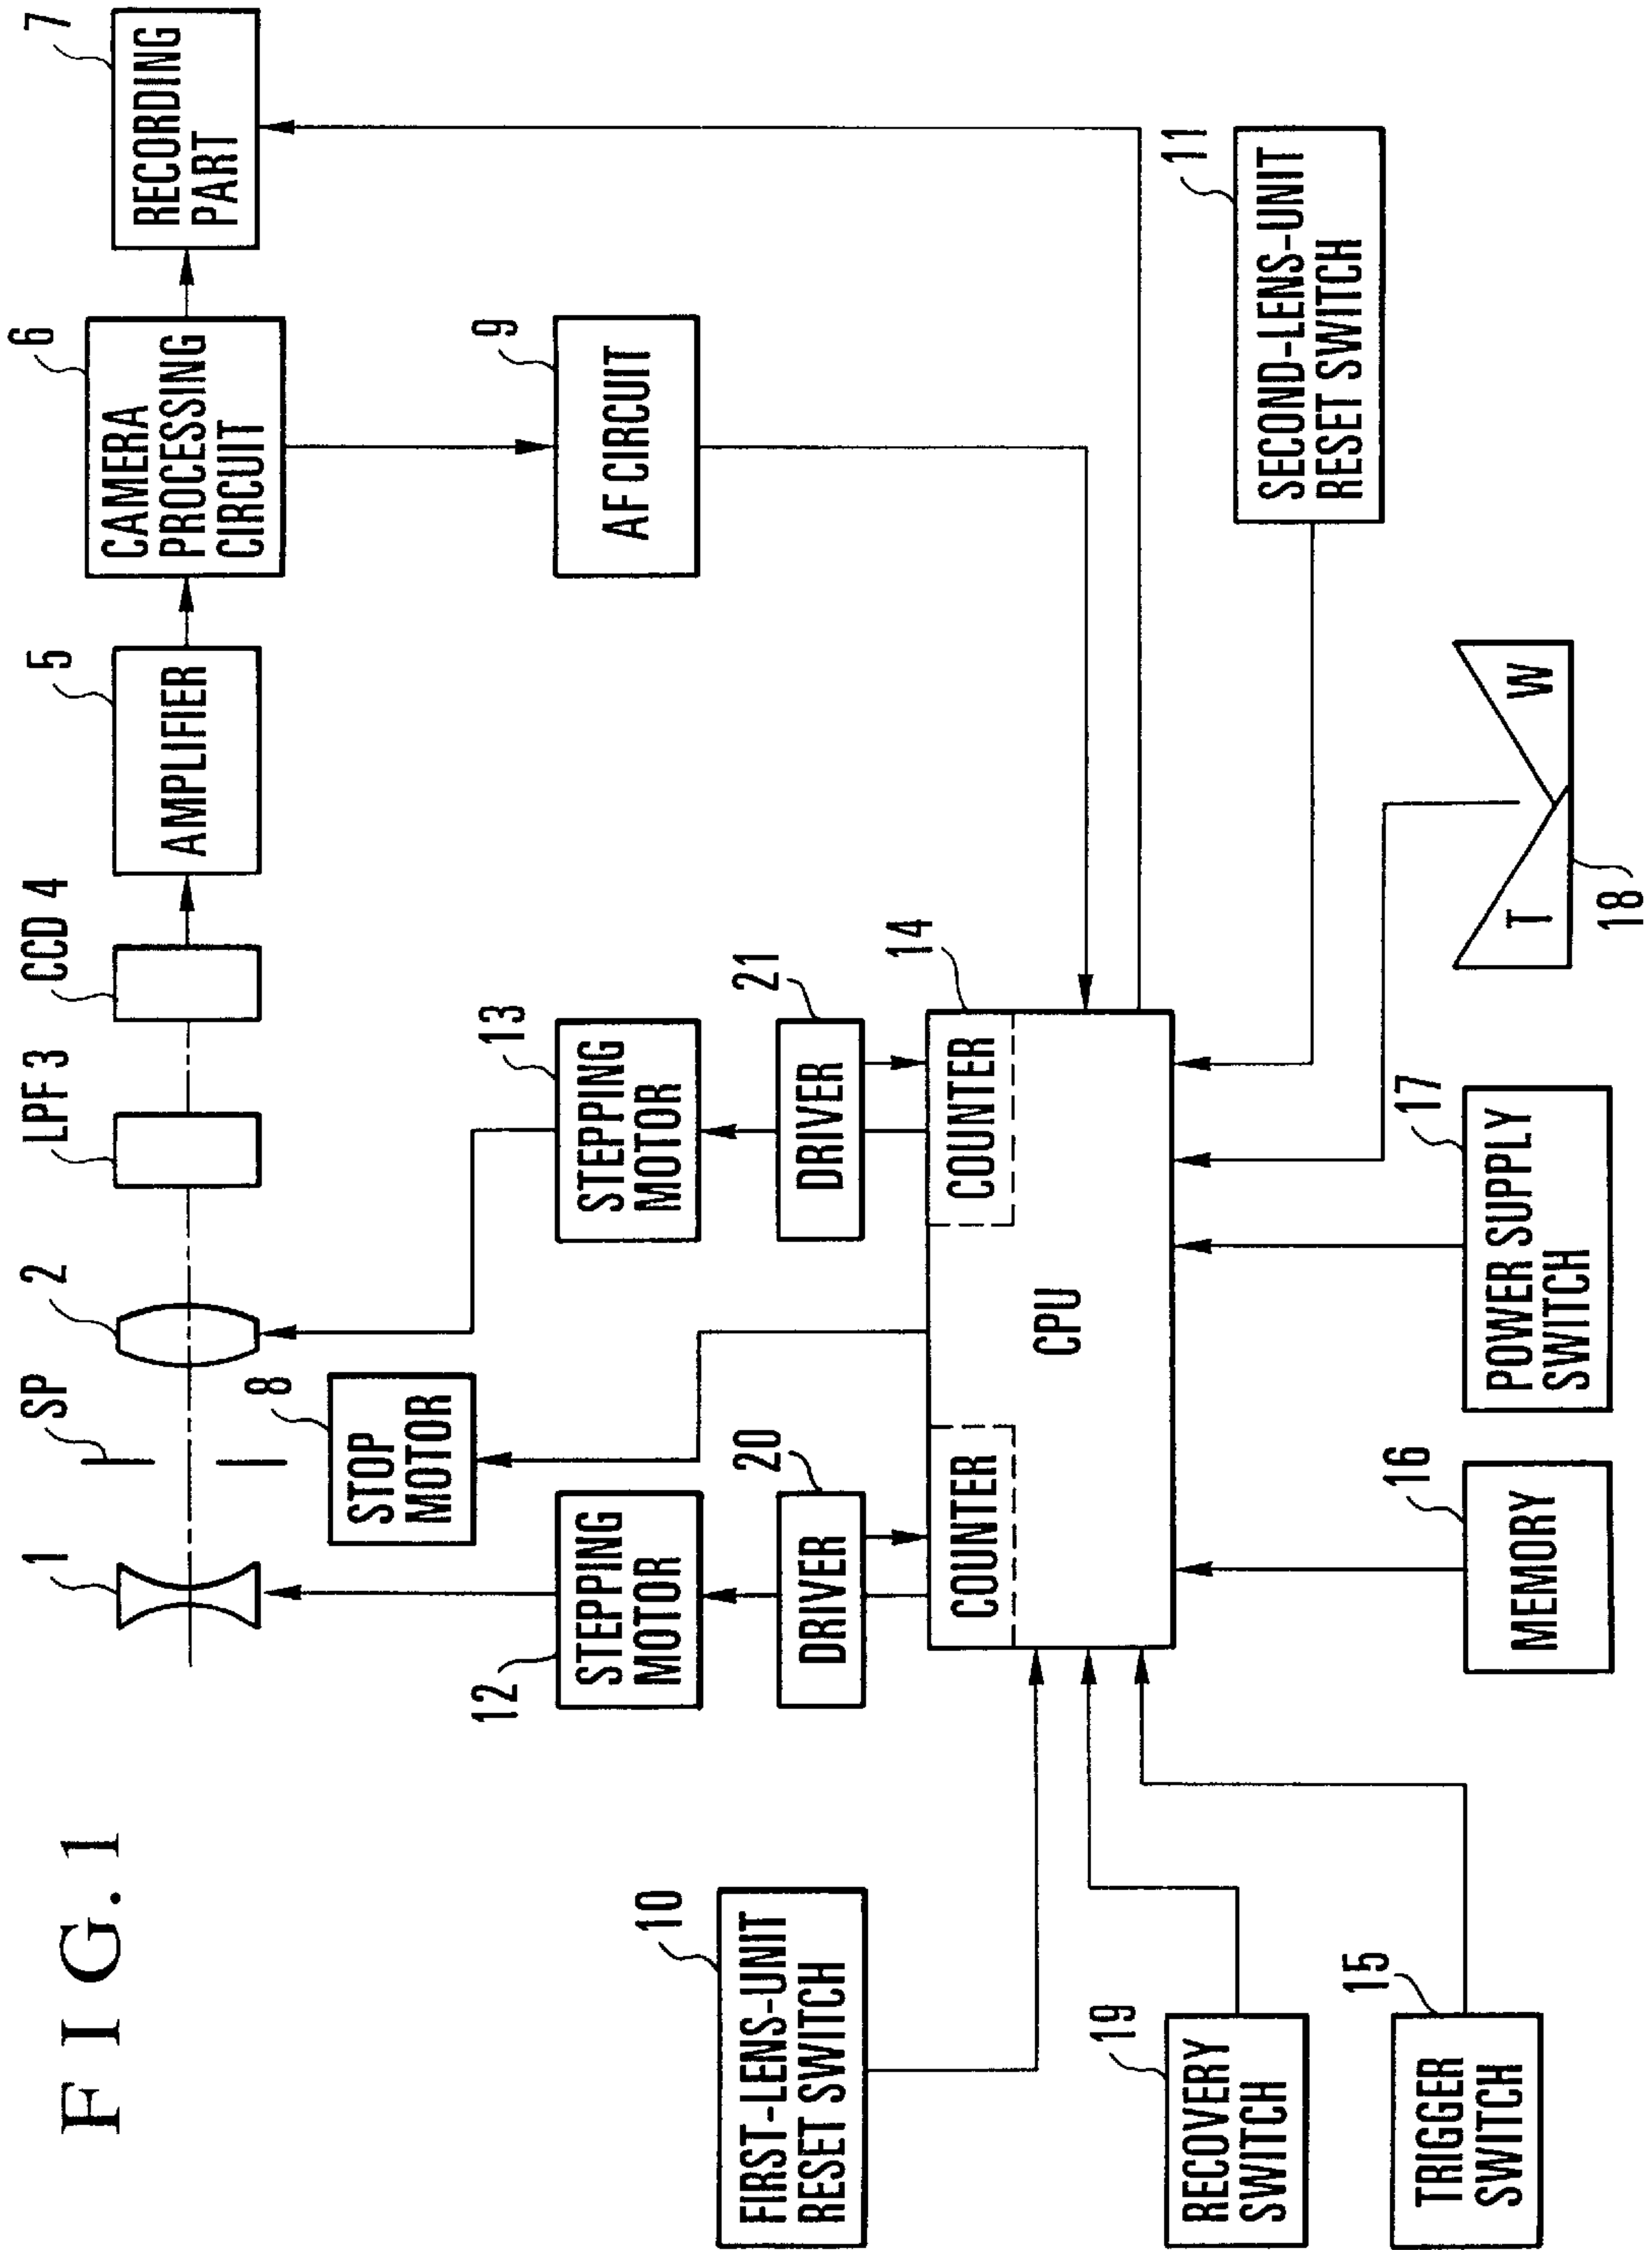 F I G. 1
1
SP
2
LPF 3
CCD 4
5
6
7
AMPLIFIER
CAMERA
PROCESSING
CIRCUIT
RECORDING
PART
8
STOP
MOTOR
12
STEPPING
MOTOR
13
STEPPING
MOTOR
9
AF CIRCUIT
20
DRIVER
21
DRIVER
10
FIRST-LENS-UNIT
RESET SWITCH
COUNTER
COUNTER
14
CPU
11
SECOND-LENS-UNIT
RESET SWITCH
19
RECOVERY
SWITCH
15
TRIGGER
SWITCH
16
MEMORY
17
POWER SUPPLY
SWITCH
T
W
18